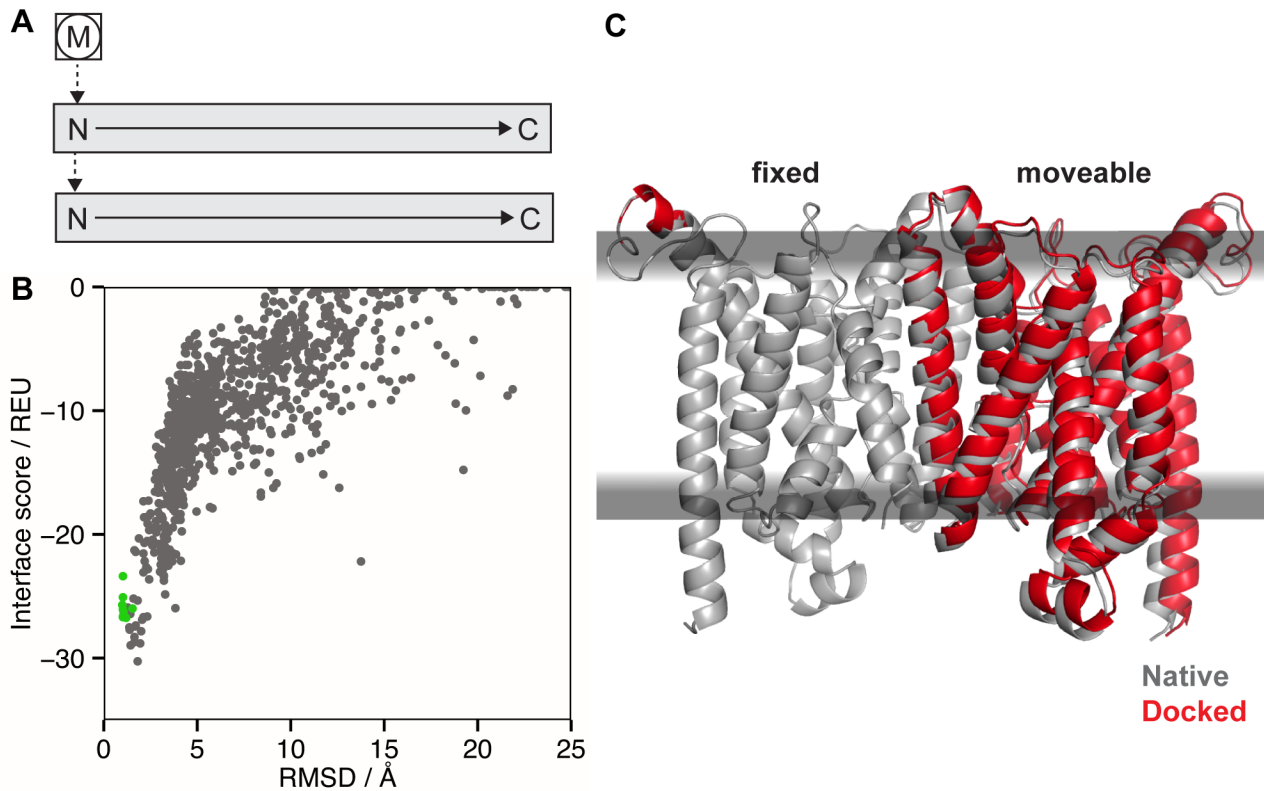 A
M
N C
N C
B
0
−10
−20
−30
Interface score / REU
0 5 10 15 20 25
RMSD / Å
C
fixed moveable
Native
Docked